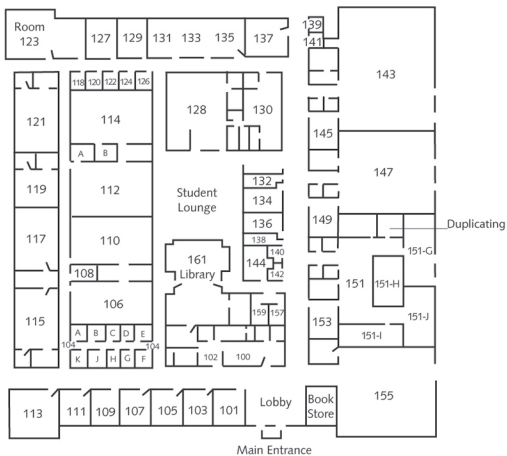 Room
123
127
129
131
133
135
137
139
141
143
118
120
122
124
126
121
114
128
130
145
A
B
147
119
112
132
134
Student
Lounge
136
149
138
Duplicating
117
110
161
Library
144
140
142
151-G
108
151
151-H
106
159
157
151-J
115
153
104
A
B
C
D
E
104
151-I
K
J
H
G
F
102
100
113
111
109
107
105
103
101
Lobby
Book
Store
155
Main Entrance